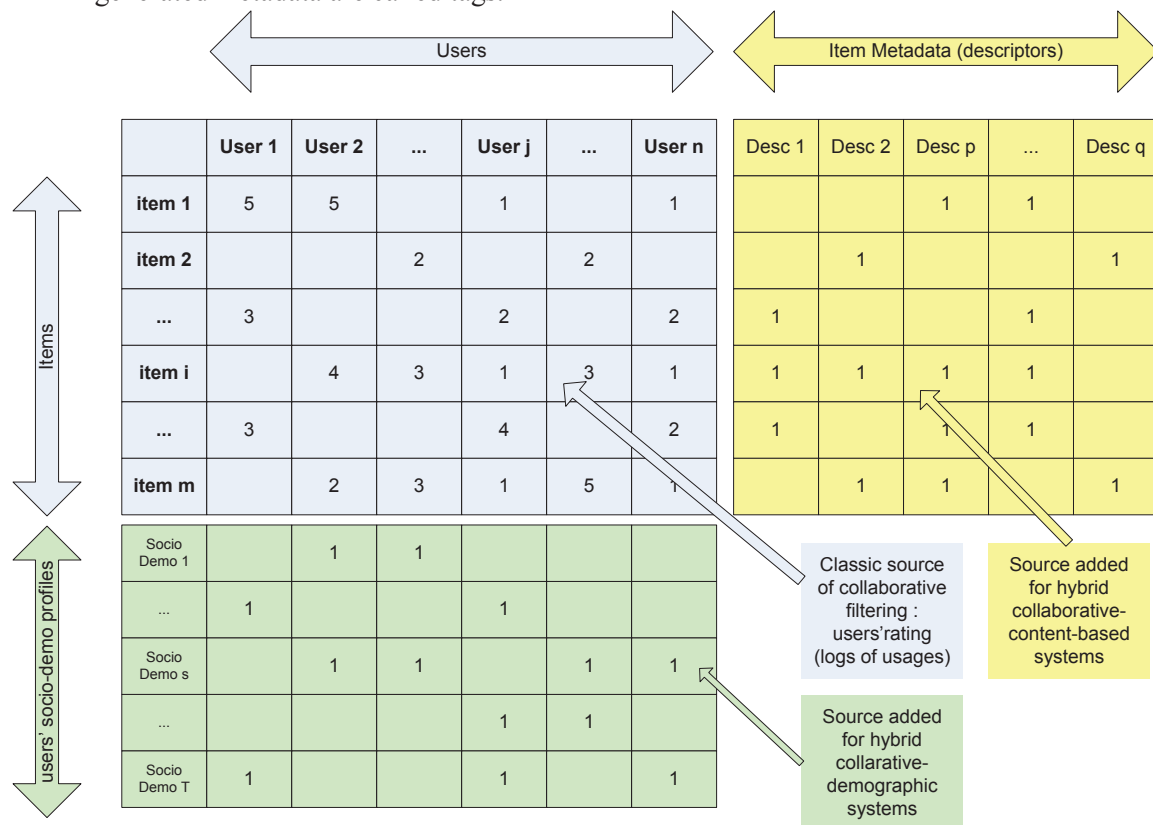 generated metadata are called tags.
Users
Item Metadata (descriptors)
User 1 User 2 ... User j ... User n Desc 1 Desc 2 Desc p ... Desc q
item 1 5 5 1 1 1 1
item 2 2 2 1 1
... 3 2 2 1 1
item i 4 3 1 3 1 1 1 1 1
... 3 4 2 1 1 1
item m 2 3 1 5 1 1 1 1
Items
Socio
Demo 1 1 1
... 1 1
Socio
Demo s 1 1 1 1
... 1 1
Socio
Demo T 1 1 1
users' socio-demo profiles
Classic source
of collaborative
filtering :
users'rating
(logs of usages)
Source added
for hybrid
collaborative-
content-based
systems
Source added
for hybrid
collarative-
demographic
systems